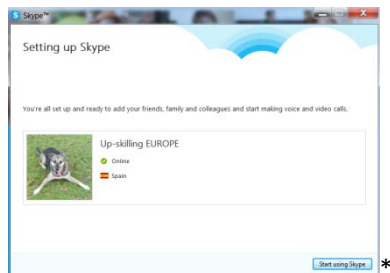 Skype™
Setting up Skype
You're all set up and ready to add your friends, family and colleagues and start making voice and video calls.
Up-skilling EUROPE
Online
Spain
Start using Skype
*